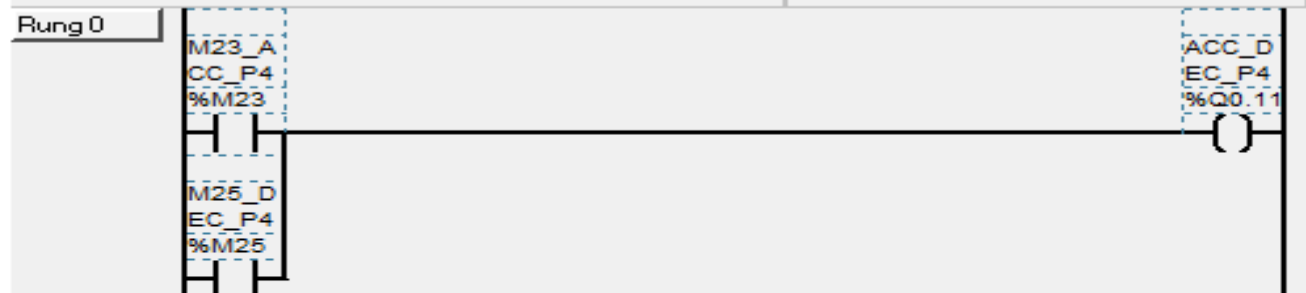 Rung 0
M23_A
CC_P4
%M23
ACC_D
EC_P4
%Q0.11
M25_D
EC_P4
%M25